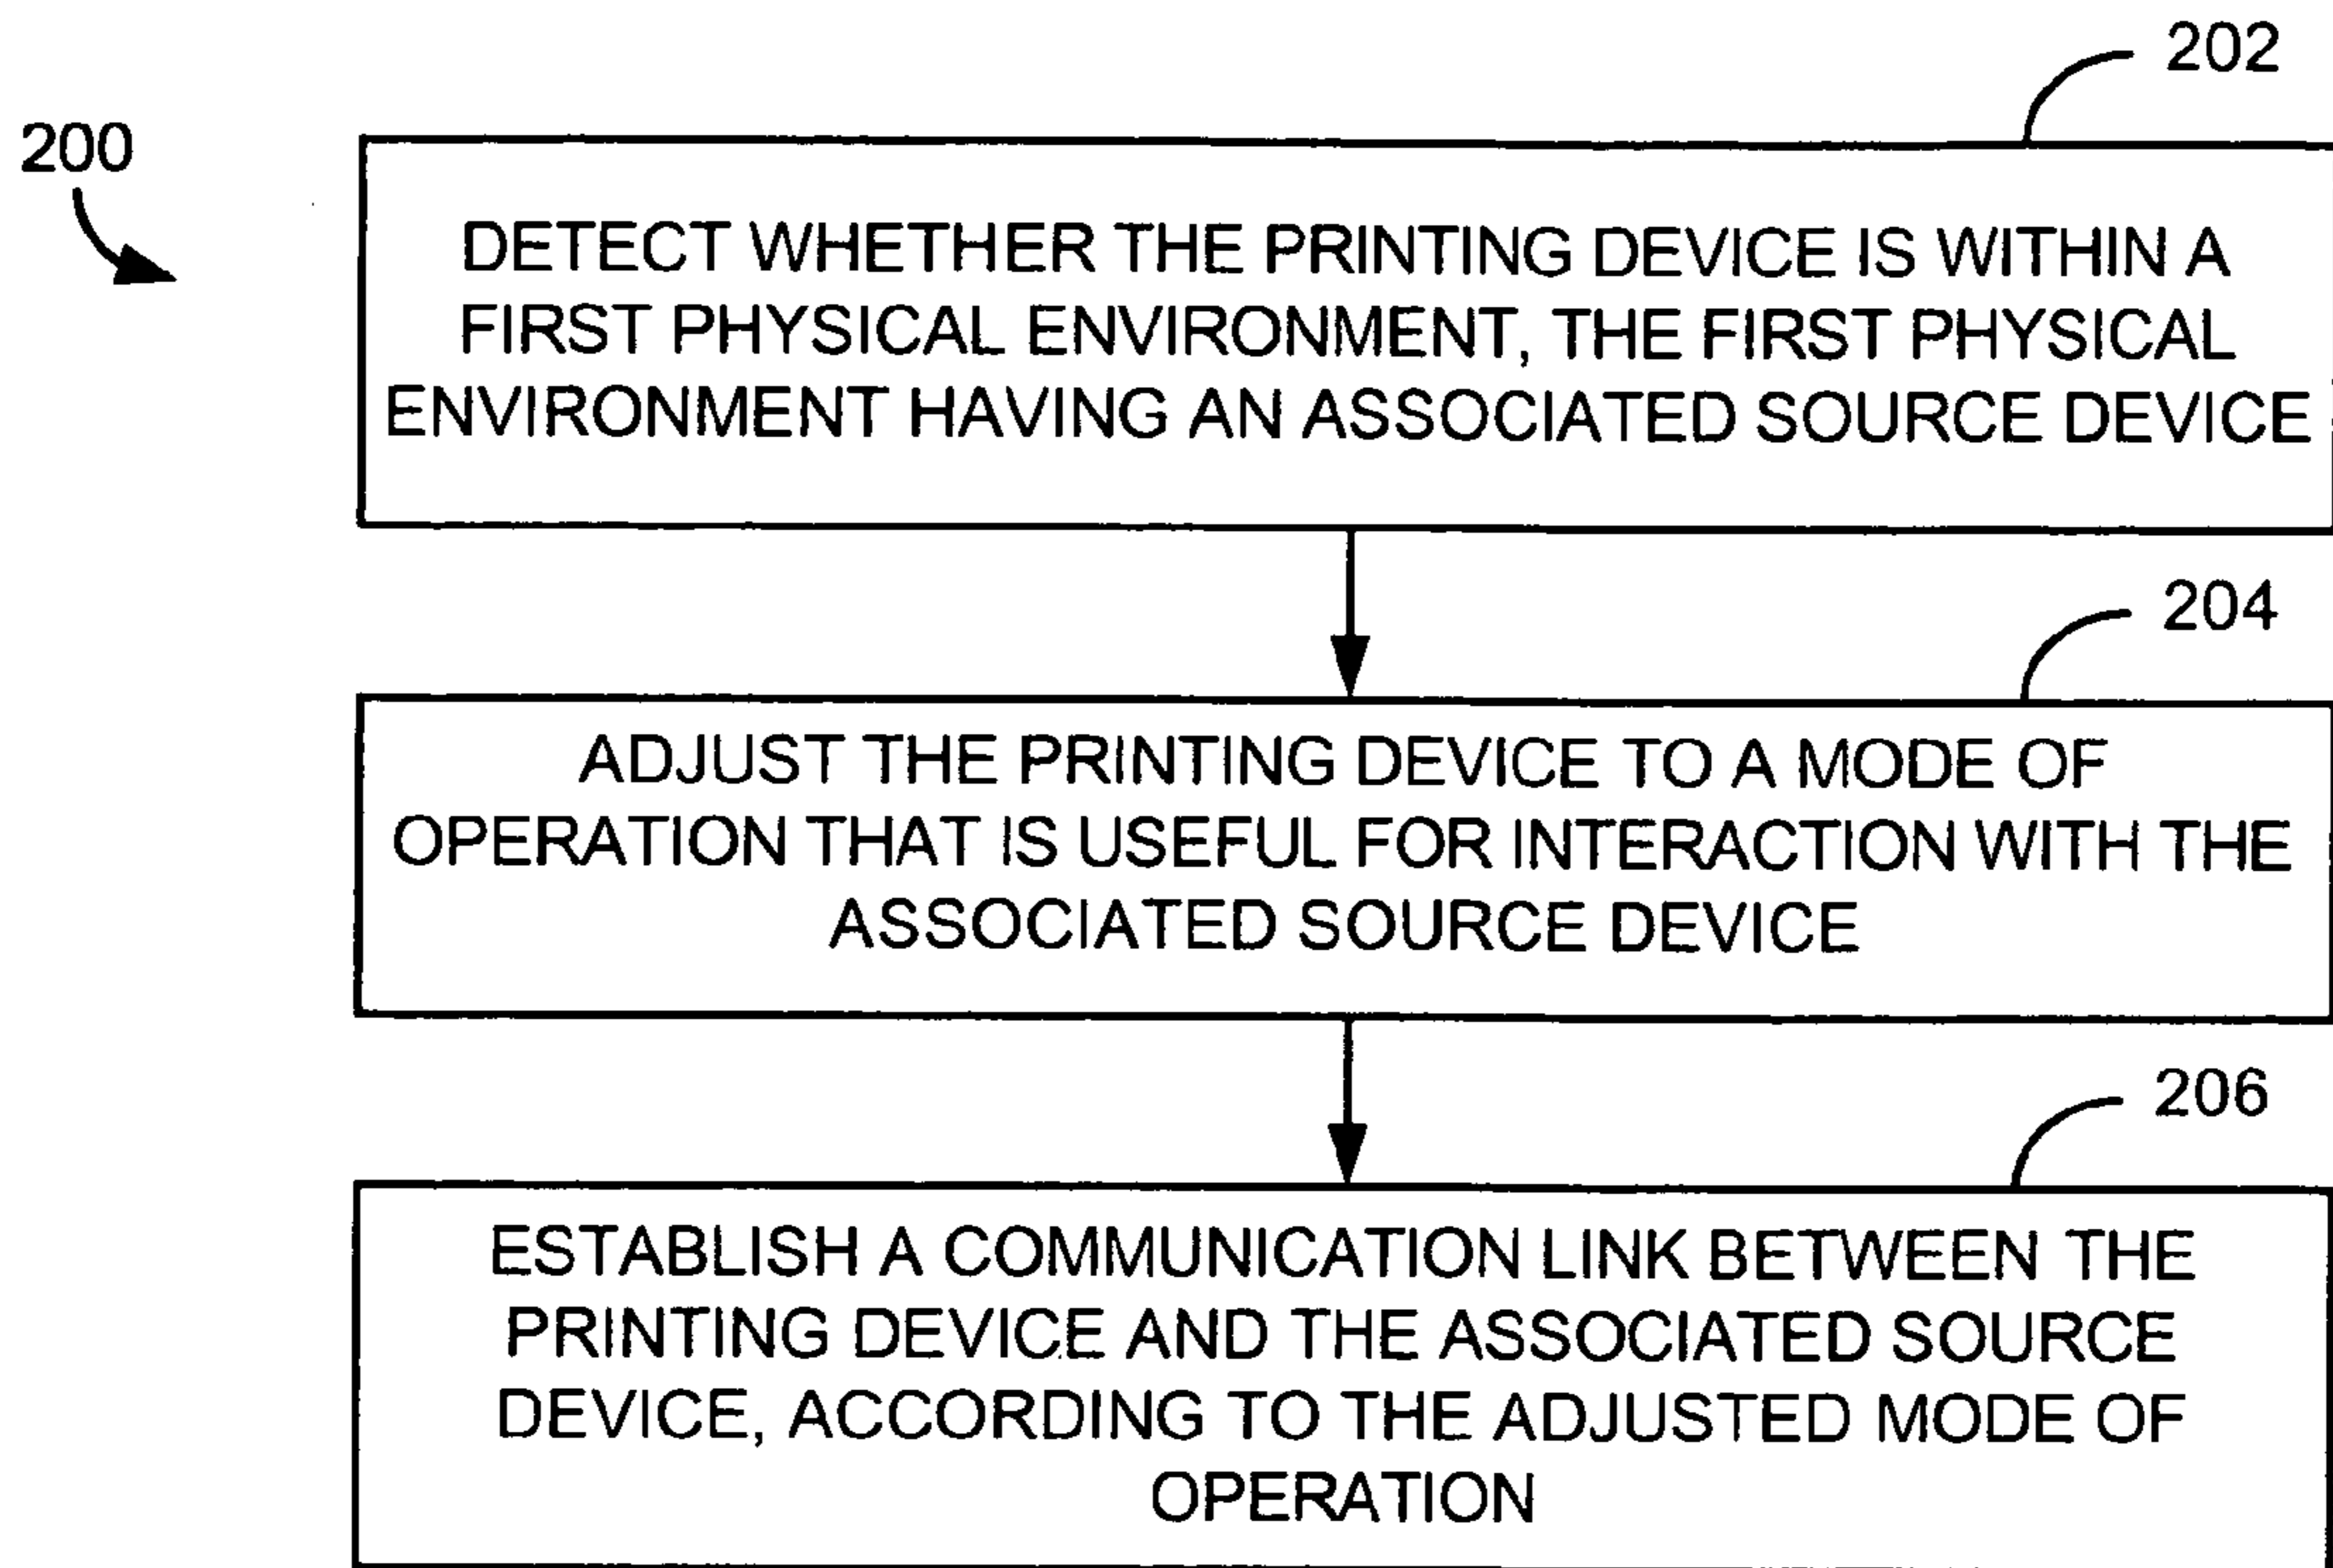 200
202
DETECT WHETHER THE PRINTING DEVICE IS WITHIN A
FIRST PHYSICAL ENVIRONMENT, THE FIRST PHYSICAL
ENVIRONMENT HAVING AN ASSOCIATED SOURCE DEVICE
204
ADJUST THE PRINTING DEVICE TO A MODE OF
OPERATION THAT IS USEFUL FOR INTERACTION WITH THE
ASSOCIATED SOURCE DEVICE
206
ESTABLISH A COMMUNICATION LINK BETWEEN THE
PRINTING DEVICE AND THE ASSOCIATED SOURCE
DEVICE, ACCORDING TO THE ADJUSTED MODE OF
OPERATION